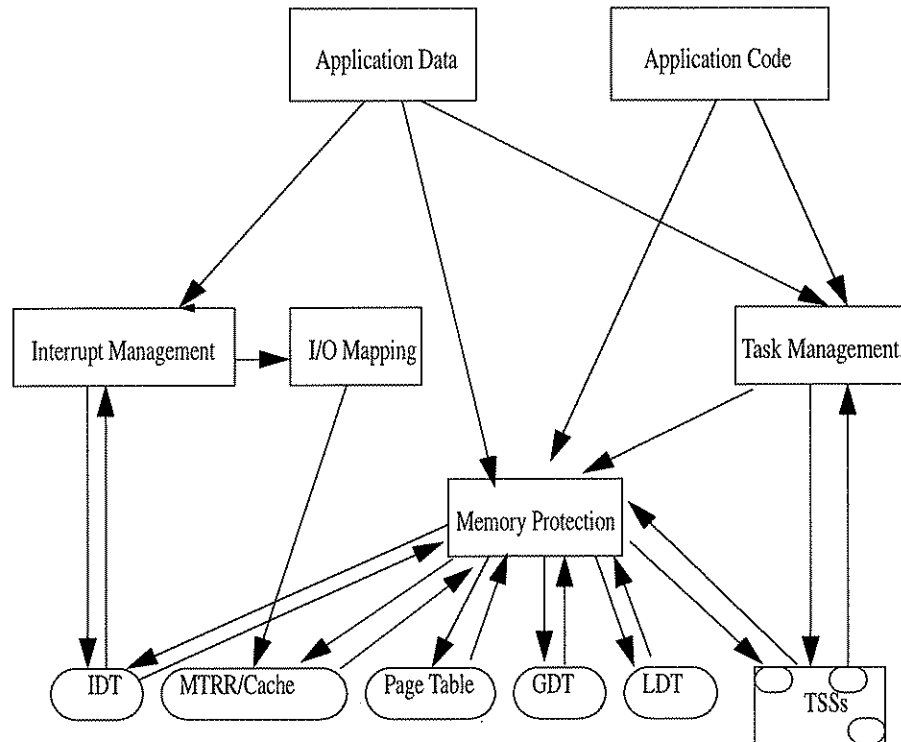 Application Data
Application Code
Interrupt Management
I/O Mapping
Task Management
Memory Protection
IDT
MTRR/Cache
Page Table
GDT
LDT
TSSs